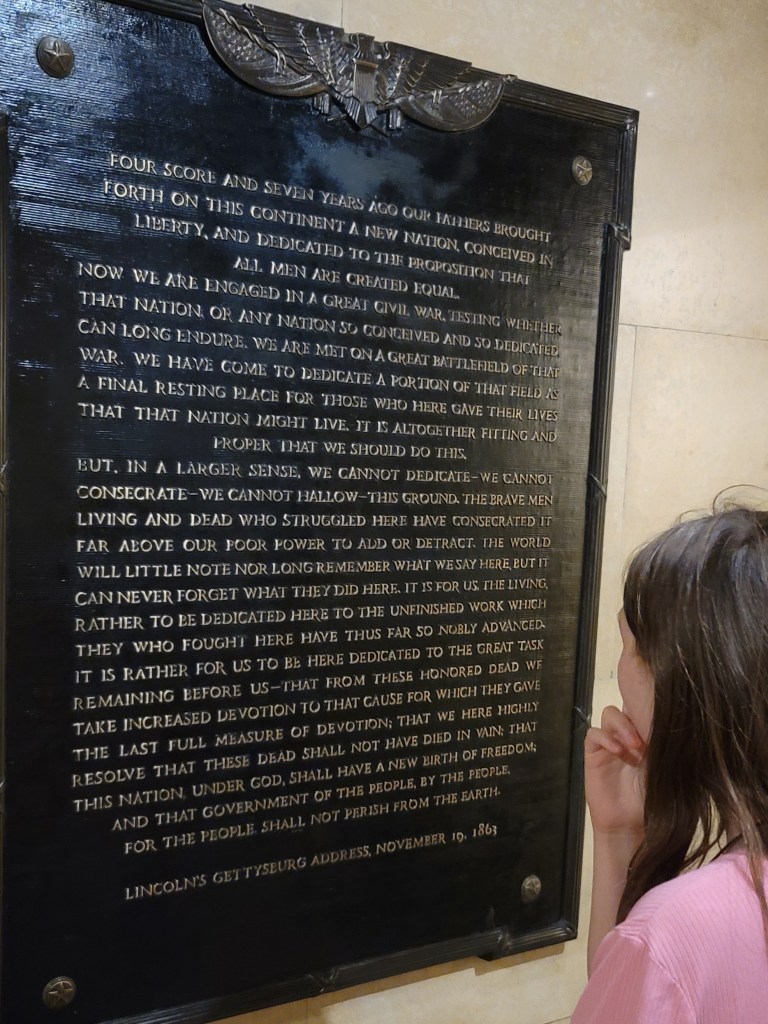 FOUR SCORE AND SEVEN YEARS AGO OUR FATHERS BROUGHT
FORTH ON THIS CONTINENT A NEW NATION, CONCEIVED IN
LIBERTY, AND DEDICATED TO THE PROPOSITION THAT
ALL MEN ARE CREATED EQUAL.
NOW WE ARE ENGAGED IN A GREAT CIVIL WAR, TESTING WHETHER
THAT NATION, OR ANY NATION SO CONCEIVED AND SO DEDICATED,
CAN LONG ENDURE. WE ARE MET ON A GREAT BATTLEFIELD OF THAT
WAR. WE HAVE COME TO DEDICATE A PORTION OF THAT FIELD AS
A FINAL RESTING PLACE FOR THOSE WHO HERE GAVE THEIR LIVES
THAT THAT NATION MIGHT LIVE. IT IS ALTOGETHER FITTING AND
PROPER THAT WE SHOULD DO THIS.
BUT, IN A LARGER SENSE, WE CANNOT DEDICATE—WE CANNOT
CONSECRATE—WE CANNOT HALLOW—THIS GROUND. THE BRAVE MEN
LIVING AND DEAD WHO STRUGGLED HERE HAVE CONSECRATED IT
FAR ABOVE OUR POOR POWER TO ADD OR DETRACT. THE WORLD
WILL LITTLE NOTE NOR LONG REMEMBER WHAT WE SAY HERE, BUT IT
CAN NEVER FORGET WHAT THEY DID HERE. IT IS FOR US, THE LIVING,
RATHER TO BE DEDICATED HERE TO THE UNFINISHED WORK WHICH
THEY WHO FOUGHT HERE HAVE THUS FAR SO NOBLY ADVANCED.
IT IS RATHER FOR US TO BE HERE DEDICATED TO THE GREAT TASK
REMAINING BEFORE US—THAT FROM THESE HONORED DEAD WE
TAKE INCREASED DEVOTION TO THAT CAUSE FOR WHICH THEY GAVE
THE LAST FULL MEASURE OF DEVOTION; THAT WE HERE HIGHLY
RESOLVE THAT THESE DEAD SHALL NOT HAVE DIED IN VAIN; THAT
THIS NATION, UNDER GOD, SHALL HAVE A NEW BIRTH OF FREEDOM;
AND THAT GOVERNMENT OF THE PEOPLE, BY THE PEOPLE,
FOR THE PEOPLE, SHALL NOT PERISH FROM THE EARTH.
LINCOLN'S GETTYSBURG ADDRESS, NOVEMBER 19, 1863